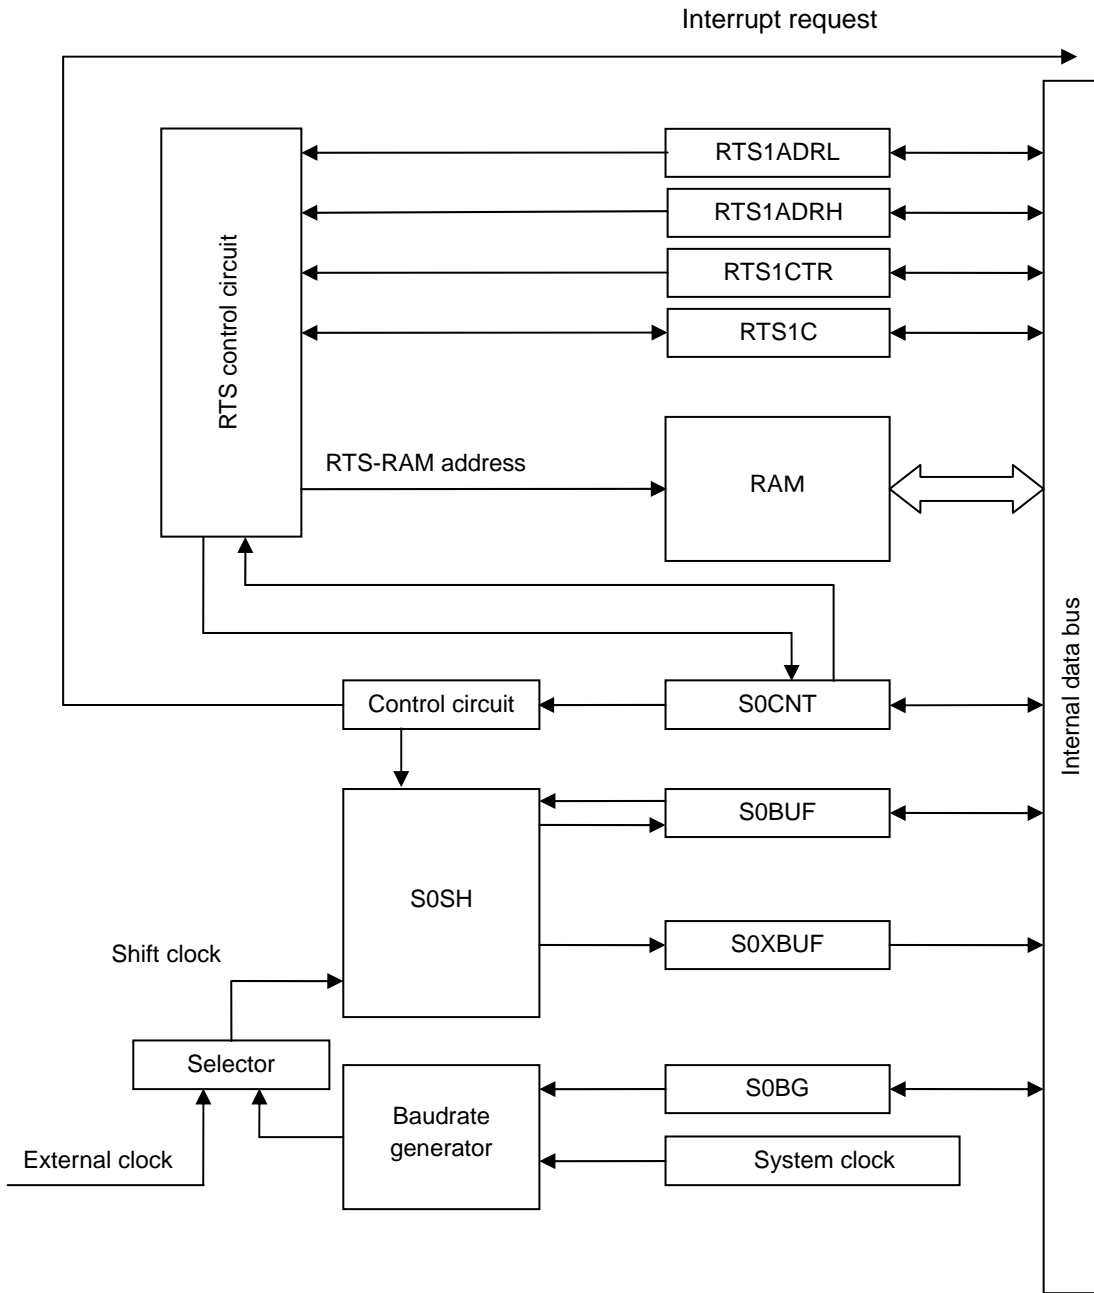 Interrupt request
RTS1ADRL
RTS1ADRH
RTS1CTR
RTS1C
RTS control circuit
RTS-RAM address
RAM
Internal data bus
Control circuit
S0CNT
S0BUF
S0SH
S0XBUF
Shift clock
Selector
S0BG
Baudrate
generator
External clock
System clock